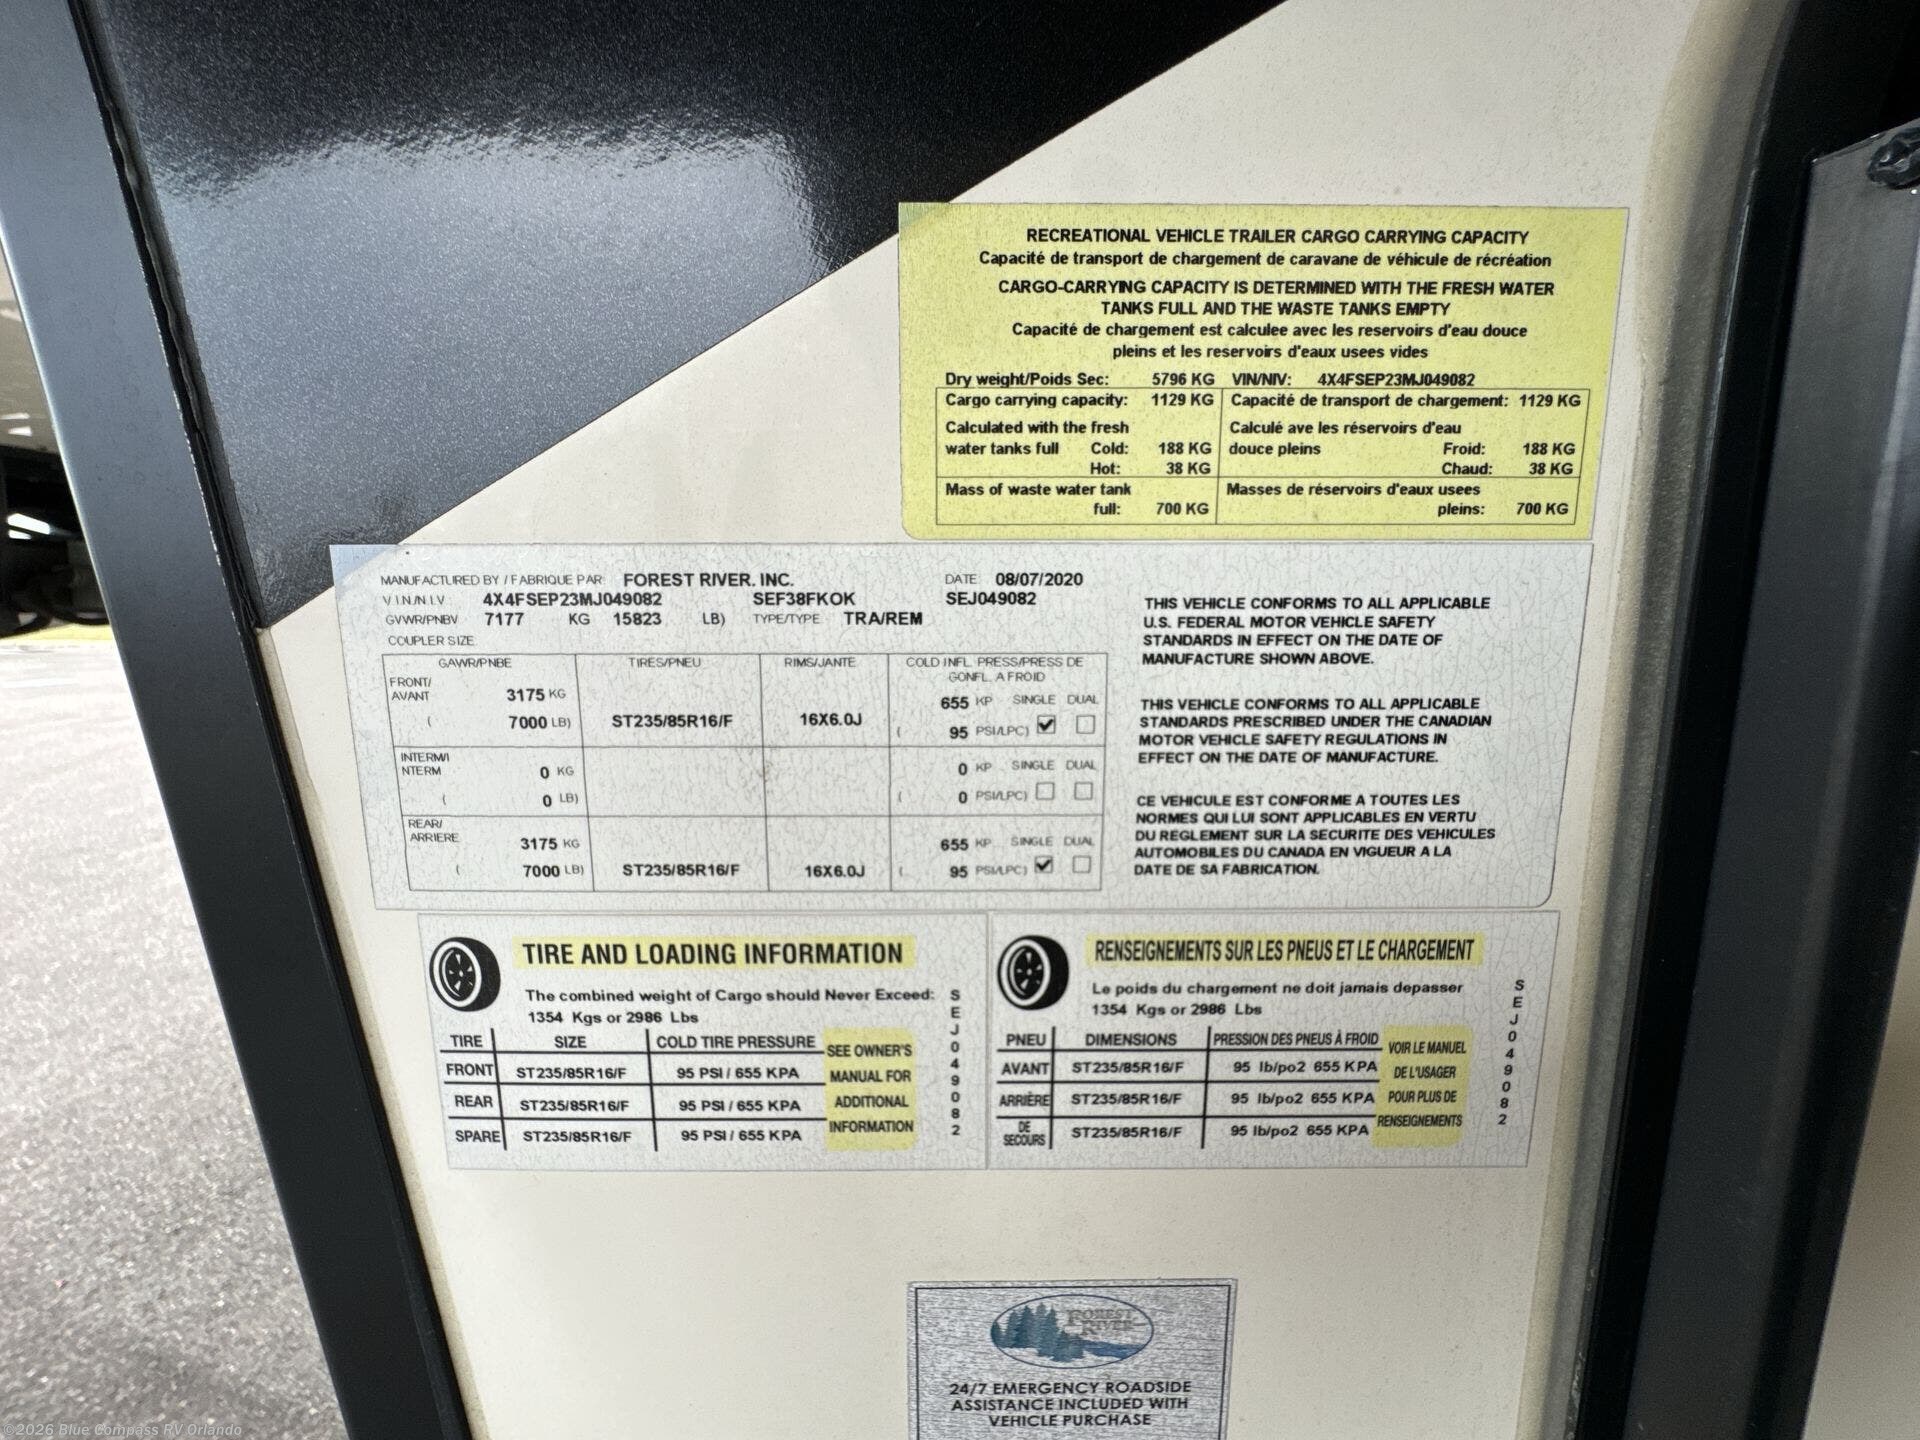 RECREATIONAL VEHICLE TRAILER CARGO CARRYING CAPACITY
Capacité de transport de chargement de caravane de véhicule de récréation
CARGO-CARRYING CAPACITY IS DETERMINED WITH THE FRESH WATER
TANKS FULL AND THE WASTE TANKS EMPTY
Capacité de chargement est calculee avec les reservoirs d'eau douce
pleins et les reservoirs d'eaux usees vides
Dry weight/Poids Sec: 5796 KG VIN/NIV: 4X4FSEP23MJ049082
Cargo carrying capacity: 1129 KG Capacité de transport de chargement: 1129 KG
Calculated with the fresh Calculé ave les réservoirs d'eau
water tanks full Cold: 188 KG douce pleins Froid: 188 KG
Hot: 38 KG Chaud: 38 KG
Mass of waste water tank Masses de réservoirs d'eaux usees
full: 700 KG pleins: 700 KG
MANUFACTURED BY / FABRIQUE PAR: FOREST RIVER, INC. DATE: 08/07/2020
V.I.N/N.I.V: 4X4FSEP23MJ049082 SEF38FKOK SEJ049082
GVWR/PNBV 7177 KG 15823 LB) TYPE/TYPE TRA/REM
COUPLER SIZE
GAWR/PNBE TIRES/PNEU RIMS/JANTE COLD INFL. PRESS/PRESS DE
GONFL. A FROID
FRONT/
AVANT 3175 KG 655 KP SINGLE DUAL
( 7000 LB) ST235/85R16/F 16X6.0J ( 95 PSI/LPC)
INTERM/I
NTERM 0 KG 0 KP SINGLE DUAL
( 0 LB) ( 0 PSI/LPC)
REAR/
ARRIERE 3175 KG 655 KP SINGLE DUAL
( 7000 LB) ST235/85R16/F 16X6.0J ( 95 PSI/LPC)
THIS VEHICLE CONFORMS TO ALL APPLICABLE
U.S. FEDERAL MOTOR VEHICLE SAFETY
STANDARDS IN EFFECT ON THE DATE OF
MANUFACTURE SHOWN ABOVE.
THIS VEHICLE CONFORMS TO ALL APPLICABLE
STANDARDS PRESCRIBED UNDER THE CANADIAN
MOTOR VEHICLE SAFETY REGULATIONS IN
EFFECT ON THE DATE OF MANUFACTURE.
CE VEHICULE EST CONFORME A TOUTES LES
NORMES QUI LUI SONT APPLICABLES EN VERTU
DU REGLEMENT SUR LA SECURITE DES VEHICULES
AUTOMOBILES DU CANADA EN VIGUEUR A LA
DATE DE SA FABRICATION.
TIRE AND LOADING INFORMATION
The combined weight of Cargo should Never Exceed:
1354 Kgs or 2986 Lbs
TIRE SIZE COLD TIRE PRESSURE
FRONT ST235/85R16/F 95 PSI / 655 KPA
REAR ST235/85R16/F 95 PSI / 655 KPA
SPARE ST235/85R16/F 95 PSI / 655 KPA
SEE OWNER'S
MANUAL FOR
ADDITIONAL
INFORMATION
SEJ049082
RENSEIGNEMENTS SUR LES PNEUS ET LE CHARGEMENT
Le poids du chargement ne doit jamais depasser
1354 Kgs or 2986 Lbs
PNEU DIMENSIONS PRESSION DES PNEUS À FROID
AVANT ST235/85R16/F 95 lb/po2 655 KPA
ARRIÈRE ST235/85R16/F 95 lb/po2 655 KPA
DE
SECOURS ST235/85R16/F 95 lb/po2 655 KPA
VOIR LE MANUEL
DE L'USAGER
POUR PLUS DE
RENSEIGNEMENTS
SEJ049082
FOREST
RIVER
24/7 EMERGENCY ROADSIDE
ASSISTANCE INCLUDED WITH
VEHICLE PURCHASE
©2026 Blue Compass RV Orlando